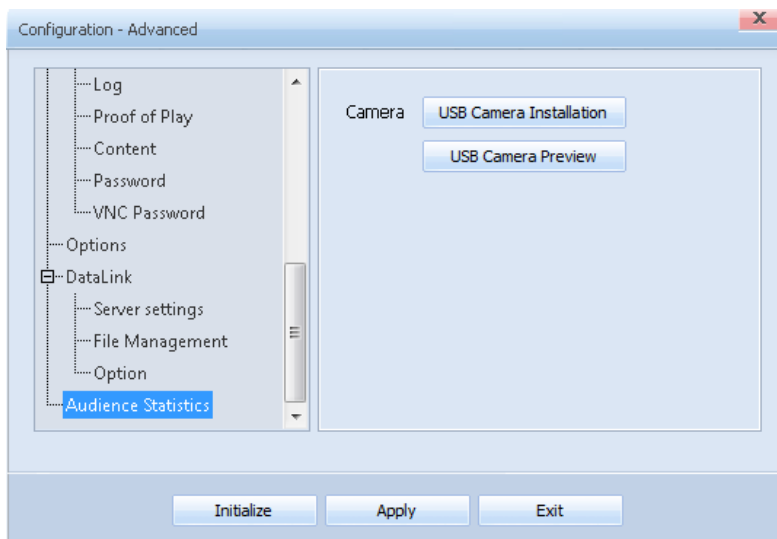 Configuration - Advanced
Log
Proof of Play
Content
Password
VNC Password
Options
DataLink
Server settings
File Management
Option
Audience Statistics
Camera
USB Camera Installation
USB Camera Preview
Initialize
Apply
Exit